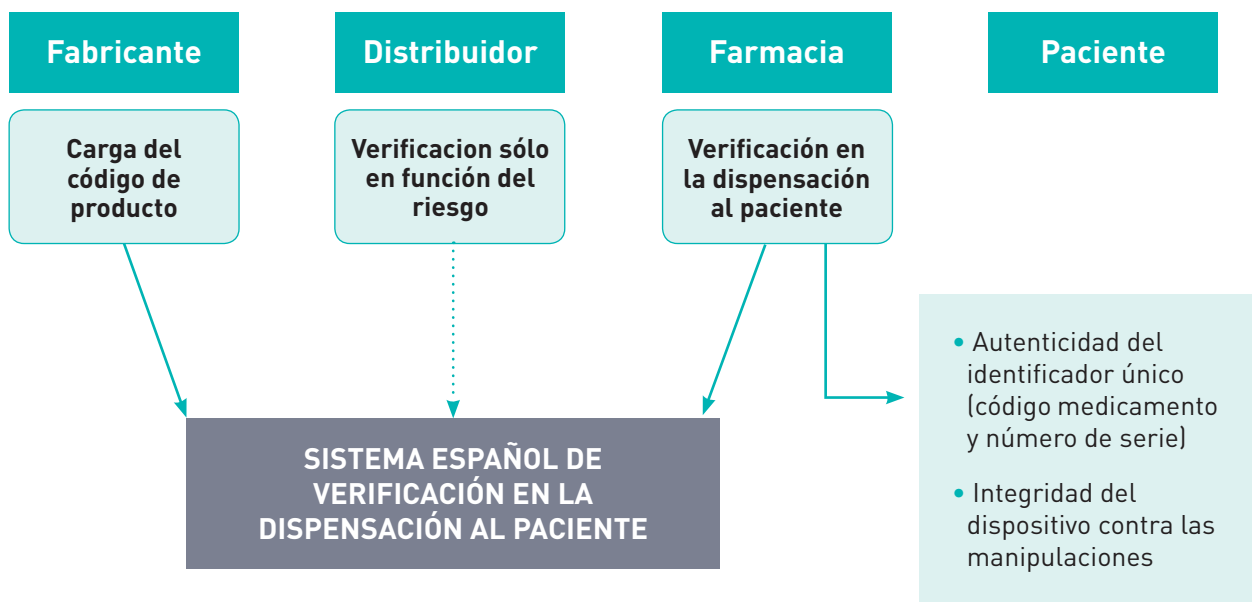 Fabricante
Distribuidor
Farmacia
Paciente
Carga del
código de
producto
Verificacion sólo
en función del
riesgo
Verificación en
la dispensación
al paciente
SISTEMA ESPAÑOL DE
VERIFICACIÓN EN LA
DISPENSACIÓN AL PACIENTE
• Autenticidad del
identificador único
(código medicamento
y número de serie)
• Integridad del
dispositivo contra las
manipulaciones